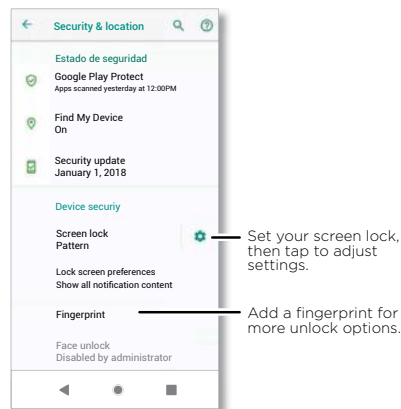 Security & location
Estado de seguridad
Google Play Protect
Apps scanned yesterday at 12:00PM
Find My Device
On
Security update
January 1, 2018
Device securiy
Screen lock
Pattern
Set your screen lock,
then tap to adjust
settings.
Lock screen preferences
Show all notification content
Fingerprint
Add a fingerprint for
more unlock options.
Face unlock
Disabled by administrator